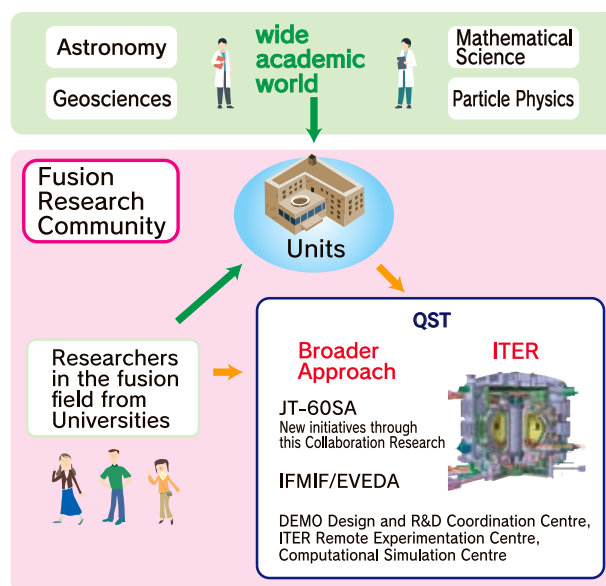 Astronomy
Geosciences
wide
academic
world
Mathematical
Science
Particle Physics
Fusion
Research
Community
Units
Researchers
in the fusion
field from
Universities
QST
Broader
Approach
ITER
JT-60SA
New initiatives through
this Collaboration Research
IFMIF/EVEDA
DEMO Design and R&D Coordination Centre,
ITER Remote Experimentation Centre,
Computational Simulation Centre